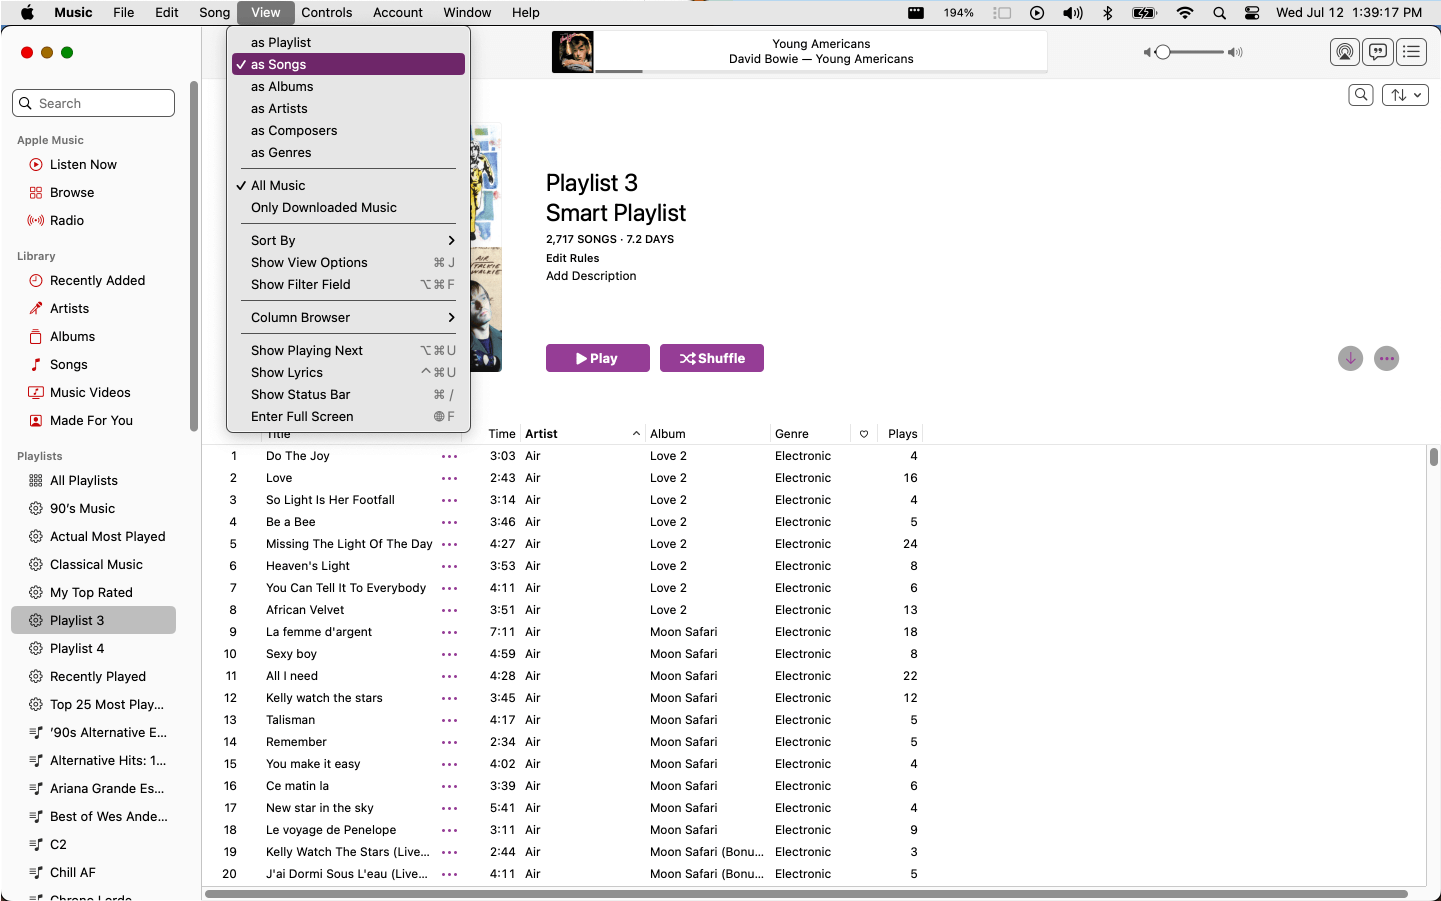 Music File Edit Song View Controls Account Window Help 194% Wed Jul 12 1:39:17 PM
Young Americans
David Bowie — Young Americans
as Playlist
✓ as Songs
as Albums
as Artists
as Composers
as Genres
✓ All Music
Only Downloaded Music
Sort By
Show View Options ⌘ J
Show Filter Field ⌥⌘ F
Column Browser
Show Playing Next ⌥⌘ U
Show Lyrics ^⌘ U
Show Status Bar ⌘ /
Enter Full Screen F
Search
Apple Music
Listen Now
Browse
Radio
Library
Recently Added
Artists
Albums
Songs
Music Videos
Made For You
Playlists
All Playlists
90's Music
Actual Most Played
Classical Music
My Top Rated
Playlist 3
Playlist 4
Recently Played
Top 25 Most Play...
'90s Alternative E...
Alternative Hits: 1...
Ariana Grande Es...
Best of Wes Ande...
C2
Chill AF
Chrono Lords
AIR
WALKIE
Playlist 3
Smart Playlist
2,717 SONGS · 7.2 DAYS
Edit Rules
Add Description
Play Shuffle
Title Time Artist Album Genre Plays
1 Do The Joy 3:03 Air Love 2 Electronic 4
2 Love 2:43 Air Love 2 Electronic 16
3 So Light Is Her Footfall 3:14 Air Love 2 Electronic 4
4 Be a Bee 3:46 Air Love 2 Electronic 5
5 Missing The Light Of The Day 4:27 Air Love 2 Electronic 24
6 Heaven's Light 3:53 Air Love 2 Electronic 8
7 You Can Tell It To Everybody 4:11 Air Love 2 Electronic 6
8 African Velvet 3:51 Air Love 2 Electronic 13
9 La femme d'argent 7:11 Air Moon Safari Electronic 18
10 Sexy boy 4:59 Air Moon Safari Electronic 8
11 All I need 4:28 Air Moon Safari Electronic 22
12 Kelly watch the stars 3:45 Air Moon Safari Electronic 12
13 Talisman 4:17 Air Moon Safari Electronic 5
14 Remember 2:34 Air Moon Safari Electronic 5
15 You make it easy 4:02 Air Moon Safari Electronic 4
16 Ce matin la 3:39 Air Moon Safari Electronic 6
17 New star in the sky 5:41 Air Moon Safari Electronic 4
18 Le voyage de Penelope 3:11 Air Moon Safari Electronic 9
19 Kelly Watch The Stars (Live... 2:44 Air Moon Safari (Bonu... Electronic 3
20 J'ai Dormi Sous L'eau (Live... 4:11 Air Moon Safari (Bonu... Electronic 5